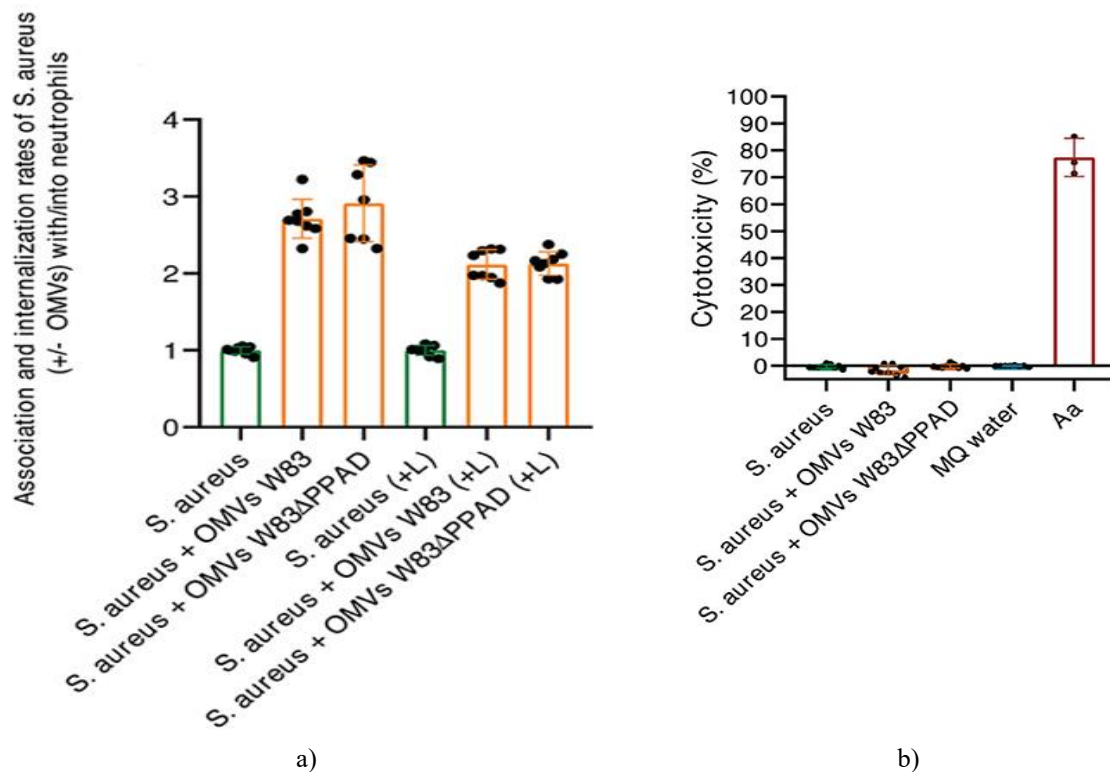 Association and internalization rates of S. aureus
(+/- OMVs) with/into neutrophils
4
3
2
1
0
S. aureus
S. aureus + OMVs W83
S. aureus + OMVs W83ΔPPAD
S. aureus (+L)
S. aureus + OMVs W83 (+L)
S. aureus + OMVs W83ΔPPAD (+L)
a)
Cytotoxicity (%)
100
90
80
70
60
50
40
30
20
10
0
S. aureus
S. aureus + OMVs W83
S. aureus + OMVs W83ΔPPAD
MQ water
Aa
b)